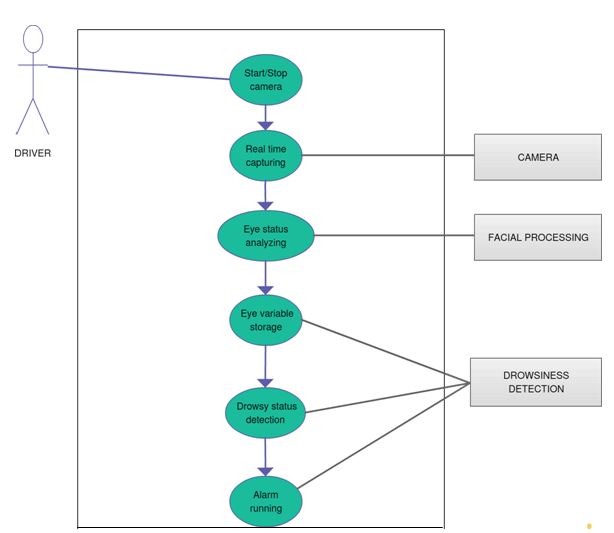 Start/Stop
camera
DRIVER
Real time
capturing
CAMERA
Eye status
analyzing
FACIAL PROCESSING
Eye variable
storage
DROWSINESS
DETECTION
Drowsy status
detection
Alarm
running